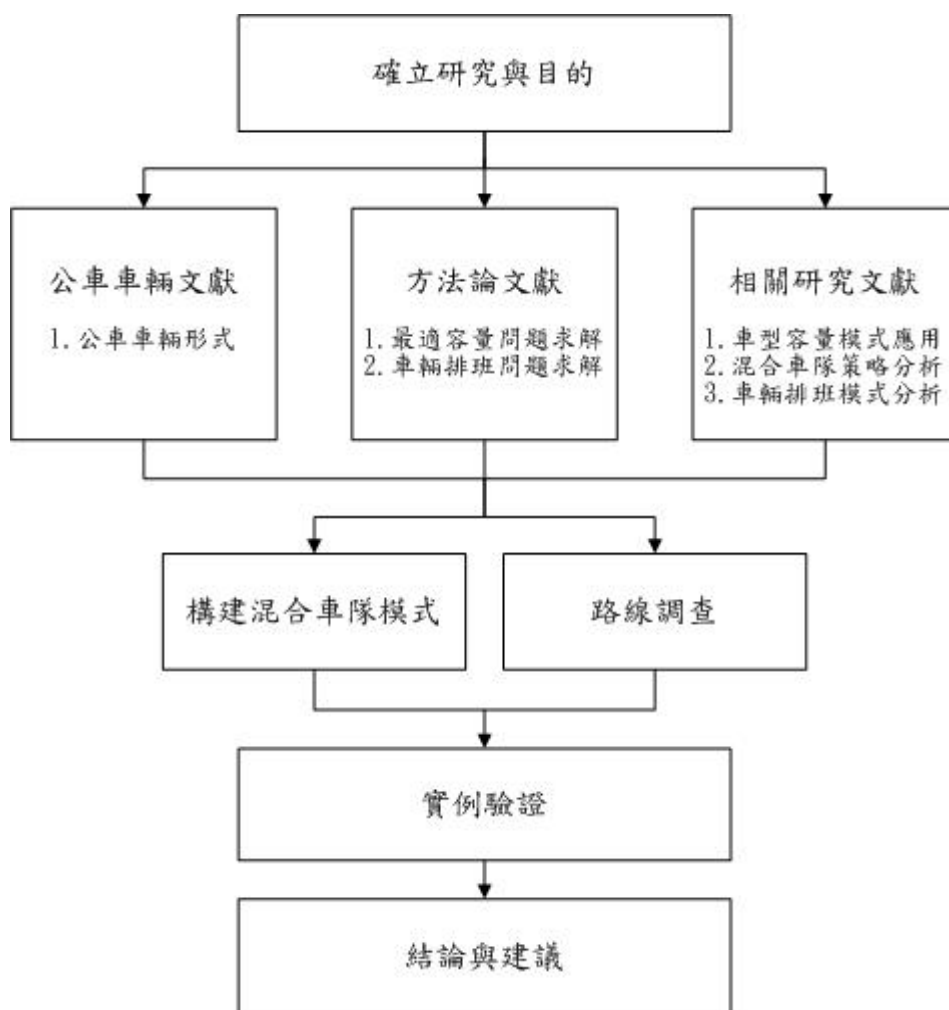 確立研究與目的
公車車輛文獻
1.公車車輛形式
方法論文獻
1.最適容量問題求解
2.車輛排班問題求解
相關研究文獻
1.車型容量模式應用
2.混合車隊策略分析
3.車輛排班模式分析
構建混合車隊模式
路線調查
實例驗證
結論與建議